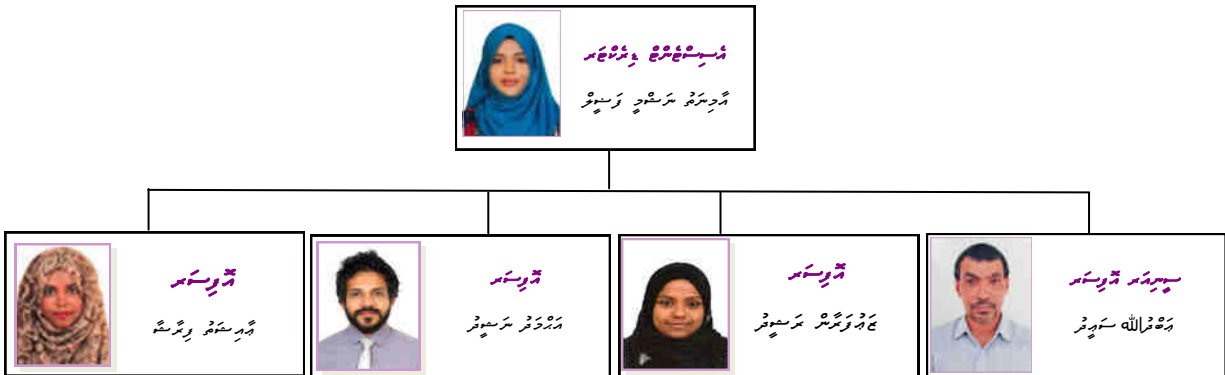 އެސިސްޓެންޓް ޑިރެކްޓަރ
އާމިނަތު ނަޝްމީ ފަޞީލް
ސީނިއަރ އޮފިސަރ
ޢަބްދުﷲ ސަޢީދު
އޮފިސަރ
ޒަޢުފަރާން ރަޝީދު
އޮފިސަރ
އަޙްމަދު ނަޝީދު
އޮފިސަރ
ޢާއިޝަތު ފިރާޝާ